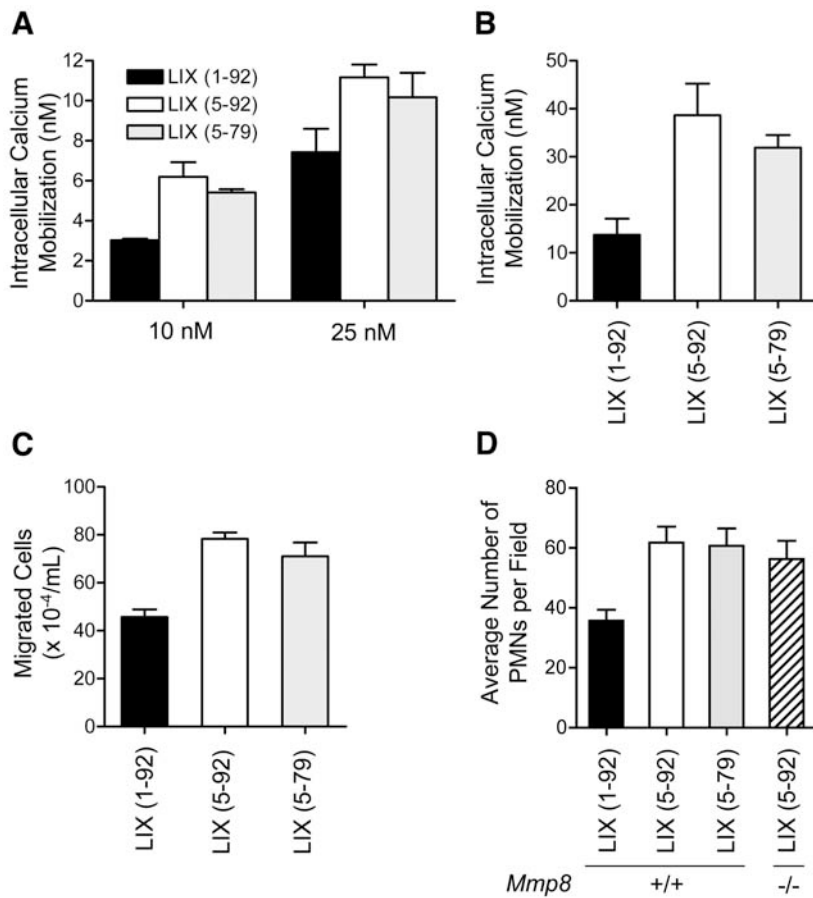 A
Intracellular Calcium
Mobilization (nM)
12
10
8
6
4
2
0
LIX (1-92)
LIX (5-92)
LIX (5-79)
10 nM
25 nM
B
Intracellular Calcium
Mobilization (nM)
50
40
30
20
10
0
LIX (1-92)
LIX (5-92)
LIX (5-79)
C
Migrated Cells
(x 10⁻⁴/mL)
100
80
60
40
20
0
LIX (1-92)
LIX (5-92)
LIX (5-79)
D
Average Number of
PMNs per Field
80
60
40
20
0
LIX (1-92)
LIX (5-92)
LIX (5-79)
LIX (5-92)
Mmp8 +/+ -/-